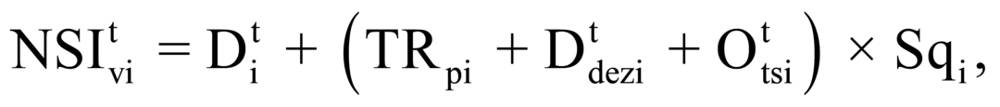 NSI^t_vi = D^t_i + (TR_pi + D^t_dezi + O^t_tsi) × Sq_i,